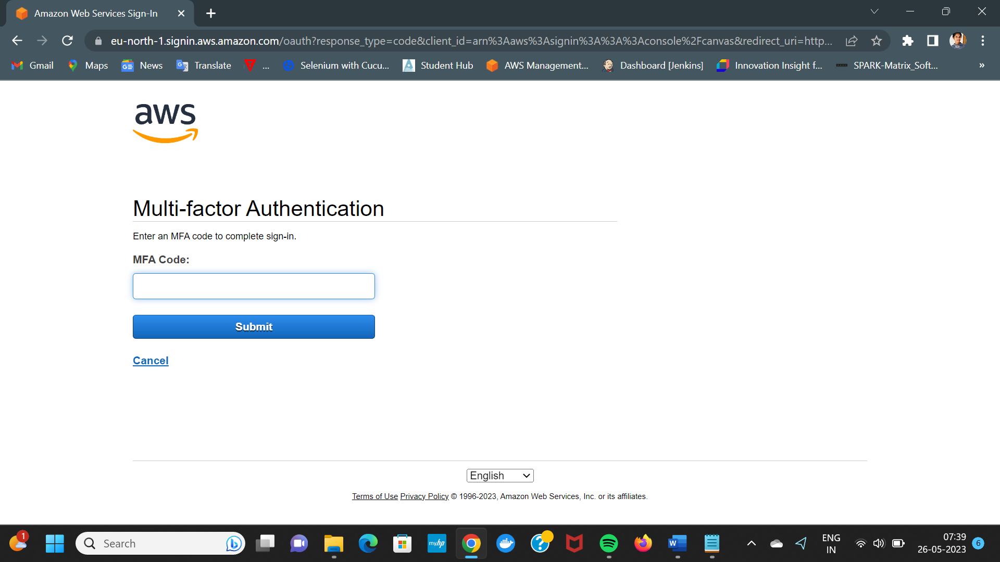 Amazon Web Services Sign-In
eu-north-1.signin.aws.amazon.com/oauth?response_type=code&client_id=arn%3Aaws%3Asignin%3A%3A%3Aconsole%2Fcanvas&redirect_uri=http...
Gmail Maps News Translate ... Selenium with Cucu... Student Hub AWS Management... Dashboard [Jenkins] Innovation Insight f... SPARK-Matrix_Soft... »
aws
Multi-factor Authentication
Enter an MFA code to complete sign-in.
MFA Code:
Submit
Cancel
English
Terms of Use Privacy Policy © 1996-2023, Amazon Web Services, Inc. or its affiliates.
1
Search
myhp
W
ENG
IN
07:39
26-05-2023
6